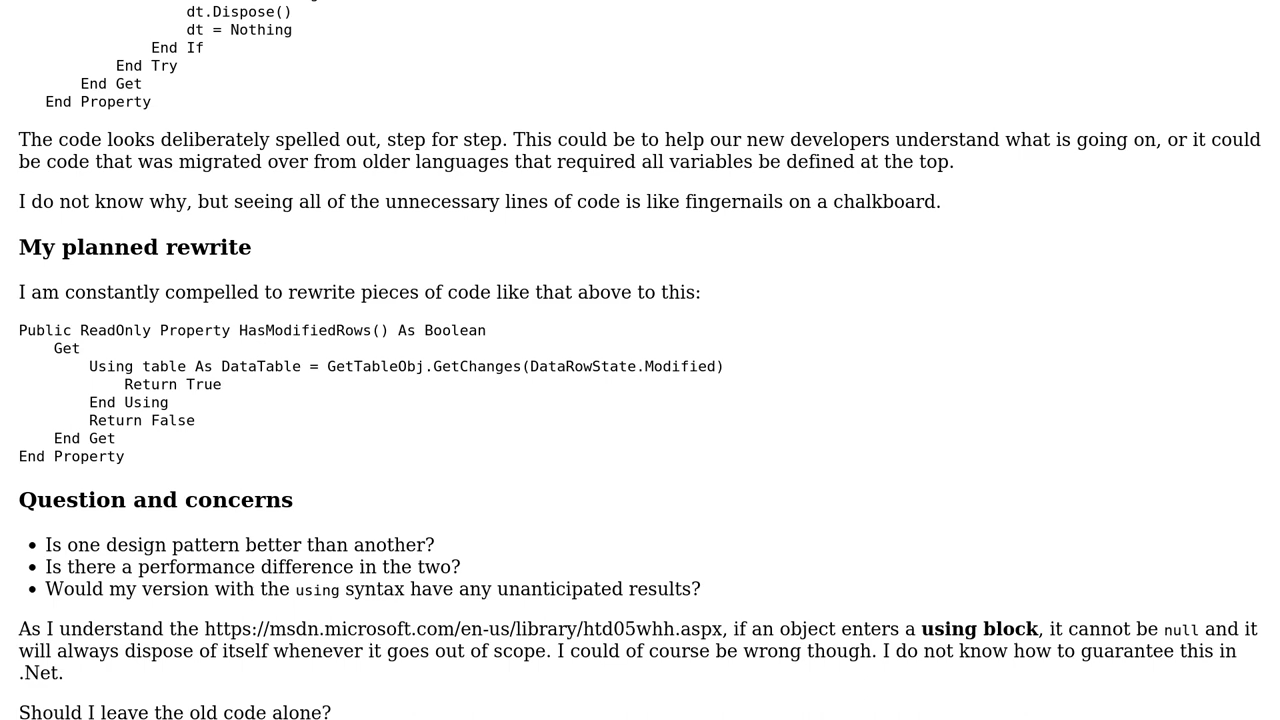 dt.Dispose()
dt = Nothing
End If
End Try
End Get
End Property
The code looks deliberately spelled out, step for step. This could be to help our new developers understand what is going on, or it could
be code that was migrated over from older languages that required all variables be defined at the top.
I do not know why, but seeing all of the unnecessary lines of code is like fingernails on a chalkboard.
My planned rewrite
I am constantly compelled to rewrite pieces of code like that above to this:
Public ReadOnly Property HasModifiedRows() As Boolean
Get
Using table As DataTable = GetTableObj.GetChanges(DataRowState.Modified)
Return True
End Using
Return False
End Get
End Property
Question and concerns
• Is one design pattern better than another?
• Is there a performance difference in the two?
• Would my version with the using syntax have any unanticipated results?
As I understand the https://msdn.microsoft.com/en-us/library/htd05whh.aspx, if an object enters a using block, it cannot be null and it
will always dispose of itself whenever it goes out of scope. I could of course be wrong though. I do not know how to guarantee this in
.Net.
Should I leave the old code alone?